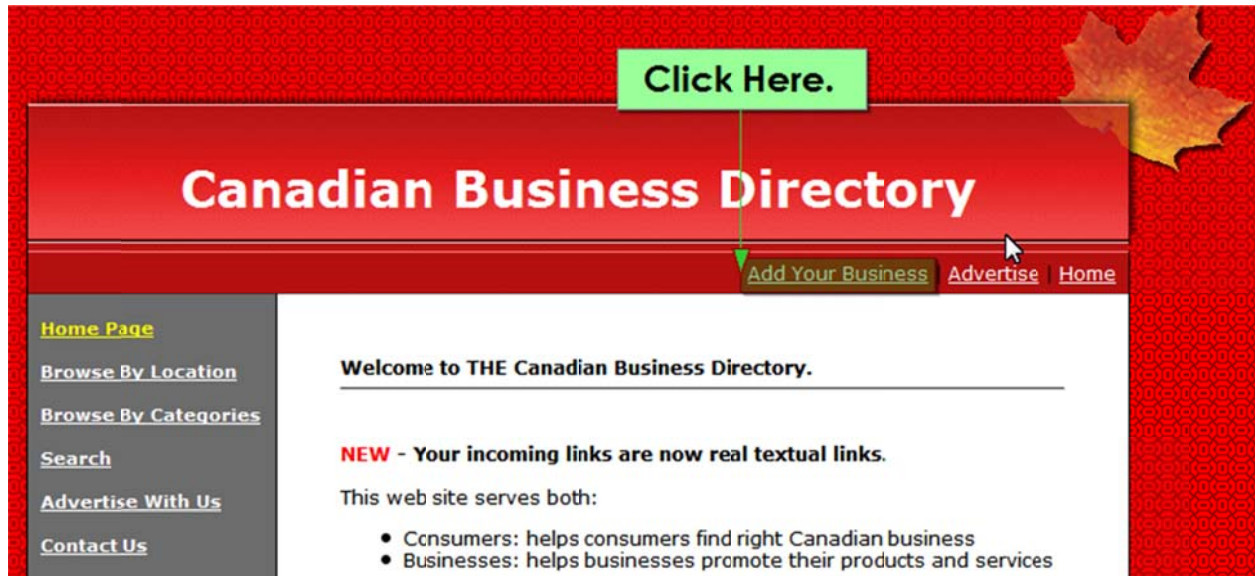 Click Here.
Canadian Business Directory
Add Your Business Advertise | Home
Home Page
Browse By Location
Browse By Categories
Search
Advertise With Us
Contact Us
Welcome to THE Canadian Business Directory.
NEW - Your incoming links are now real textual links.
This web site serves both:
• Consumers: helps consumers find right Canadian business
• Businesses: helps businesses promote their products and services